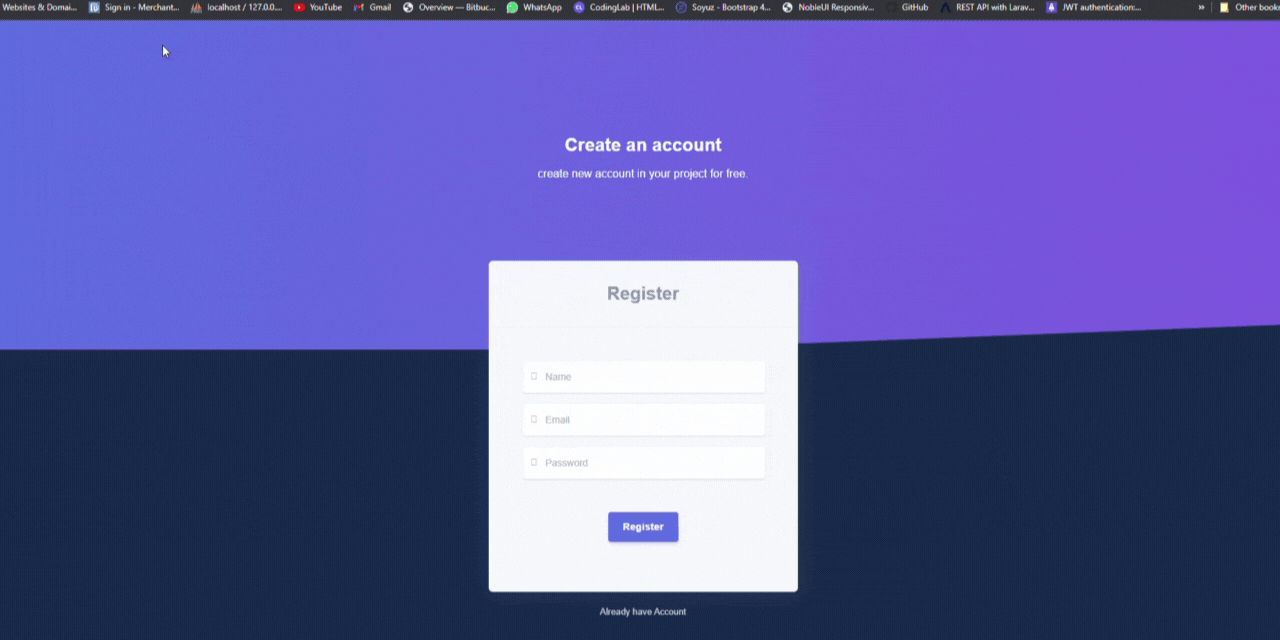 Websites & Domai... Sign in - Merchant... localhost / 127.0.0.... YouTube Gmail Overview — Bitbuc... WhatsApp CodingLab | HTML... Soyuz - Bootstrap 4... NobleUI Responsiv... GitHub REST API with Larav... JWT authentication:... » Other book
Create an account
create new account in your project for free.
Register
Name
Email
Password
Register
Already have Account